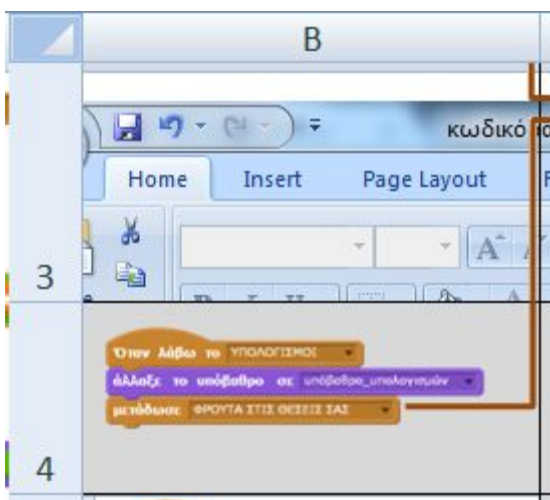 B
κωδικό
Home Insert Page Layout
A A
3
Όταν λάβω το ΥΠΟΛΟΓΙΣΜΟΙ
άλλαξε το υπόβαθρο σε υπόβαθρο_υπολογισμών
μετάδωσε ΦΡΟΥΤΑ ΣΤΙΣ ΘΕΣΕΙΣ ΣΑΣ
4